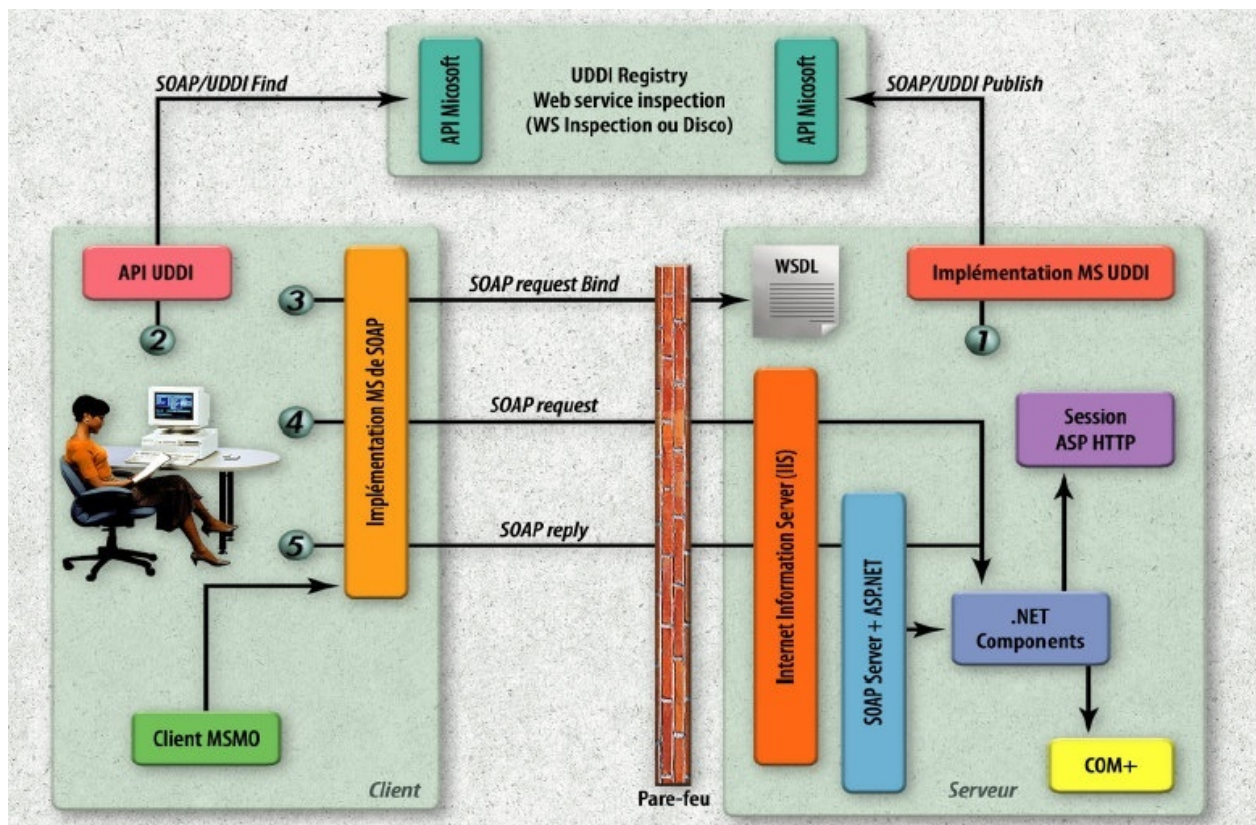 SOAP/UDDI Find
API Micosoft
UDDI Registry
Web service inspection
(WS Inspection ou Disco)
API Micosoft
SOAP/UDDI Publish
API UDDI
2
3
Implémentation MS de SOAP
SOAP request Bind
WSDL
Implémentation MS UDDI
1
4
SOAP request
Internet Information Server (IIS)
Session
ASP HTTP
5
SOAP reply
SOAP Server + ASP.NET
.NET
Components
Client MSMO
COM+
Client
Pare-feu
Serveur